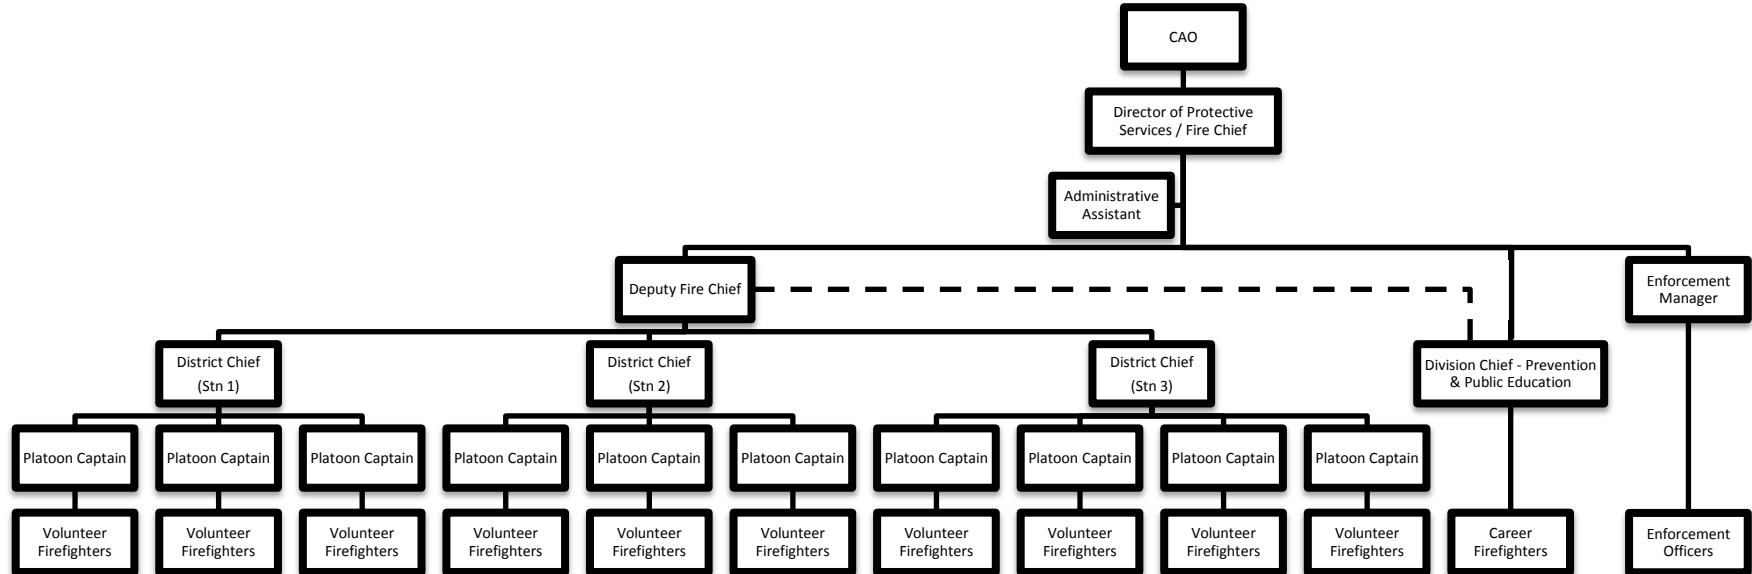 CAO
Director of Protective
Services / Fire Chief
Administrative
Assistant
Deputy Fire Chief
Enforcement
Manager
District Chief
(Stn 1)
District Chief
(Stn 2)
District Chief
(Stn 3)
Division Chief - Prevention
& Public Education
Platoon Captain
Platoon Captain
Platoon Captain
Platoon Captain
Platoon Captain
Platoon Captain
Platoon Captain
Platoon Captain
Platoon Captain
Platoon Captain
Volunteer
Firefighters
Volunteer
Firefighters
Volunteer
Firefighters
Volunteer
Firefighters
Volunteer
Firefighters
Volunteer
Firefighters
Volunteer
Firefighters
Volunteer
Firefighters
Volunteer
Firefighters
Volunteer
Firefighters
Career
Firefighters
Enforcement
Officers